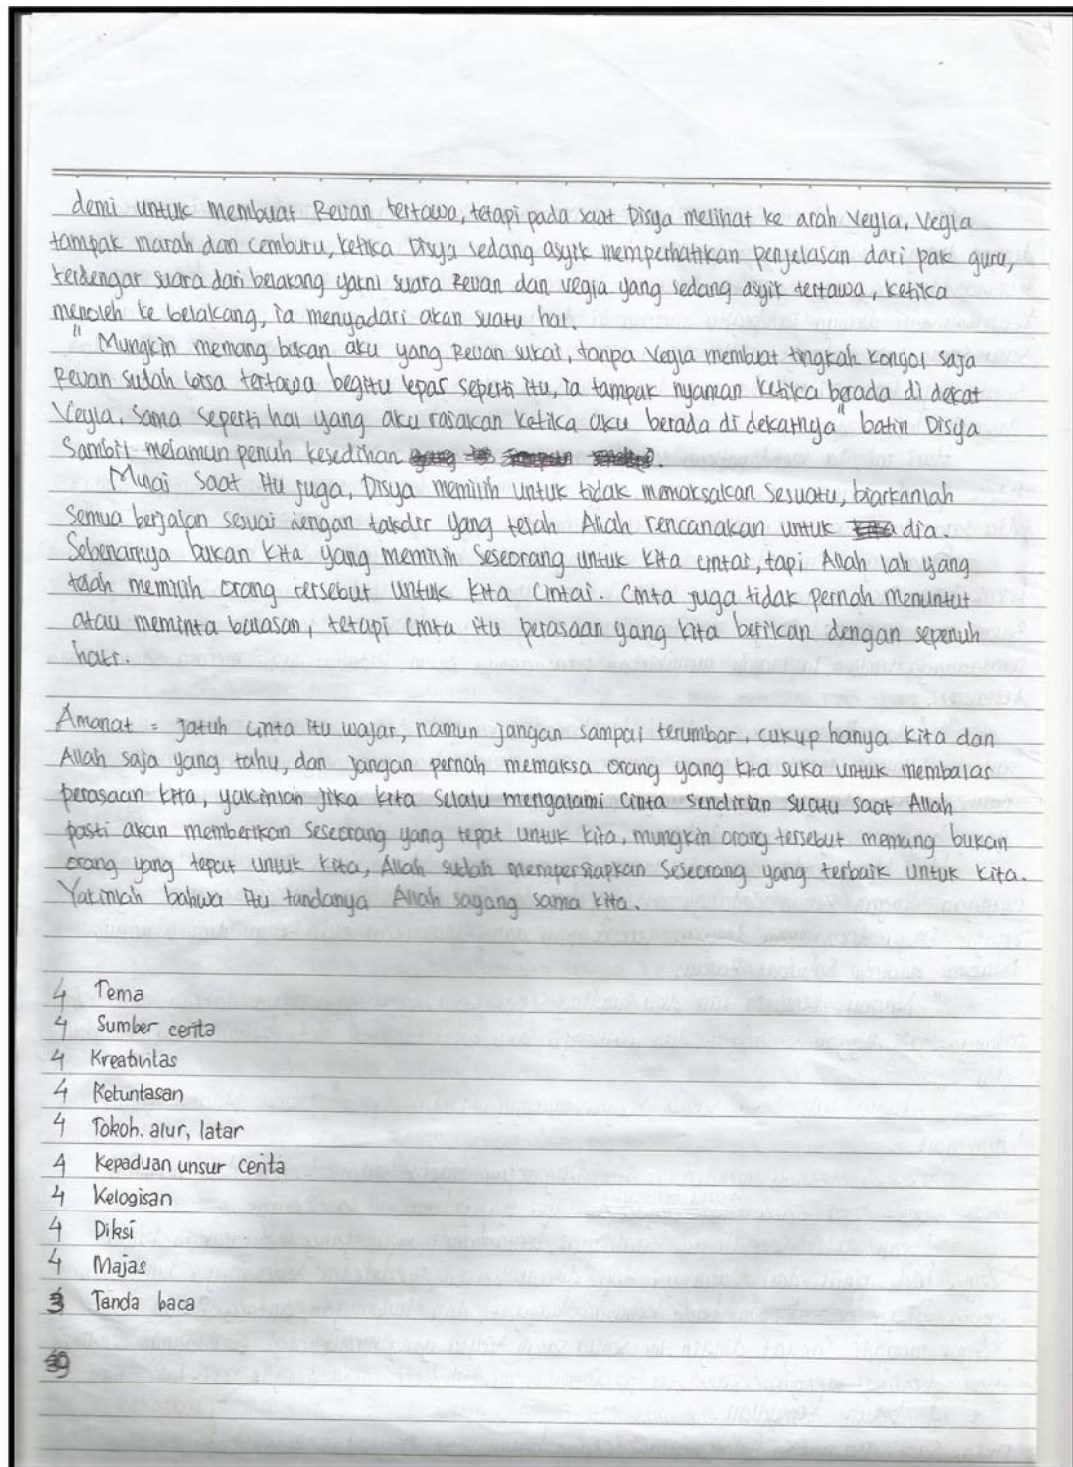 demi untuk membuat Revan tertawa, tetapi pada saat Disya melihat ke arah Veyla, Vegla
tampak marah dan cemburu, ketika Disya sedang asyik memperhatikan penjelasan dari pak guru,
terdengar suara dari belakang yakni suara Revan dan vegla yang sedang asyik tertawa, ketika
menoleh ke belakang, ia menyadari akan suatu hal.
" Mungkin memang bukan aku yang Revan sukai, tanpa Veyla membuat tingkah konyol saja
Revan sudah bisa tertawa begitu lepas seperti itu, ia tampak nyaman ketika berada di dekat
Veyla. Sama seperti hal yang aku rasakan ketika aku berada di dekatnya" batin Disya
Sambil melamun penuh kesedihan
Mulai Saat itu juga, Disya memilih untuk tidak memaksakan Sesuatu, biarkanlah
Semua berjalan sesuai dengan takdir yang telah Allah rencanakan untuk dia.
Sebenarnya bukan kita yang memilih seseorang untuk kita cintai, tapi Allah lah yang
telah memilih orang tersebut untuk kita cintai. Cinta juga tidak pernah menuntut
atau meminta balasan, tetapi cinta itu perasaan yang kita berikan dengan sepenuh
hati.
Amanat = jatuh cinta itu wajar, namun jangan sampai terumbar, cukup hanya kita dan
Allah saja yang tahu, dan jangan pernah memaksa orang yang kita suka untuk membalas
perasaan kita, yakinlah jika kita selalu mengalami cinta sendirian suatu saat Allah
pasti akan memberikan seseorang yang tepat untuk kita, mungkin orang tersebut memang bukan
orang yang tepat untuk kita, Allah sudah mempersiapkan seseorang yang terbaik untuk kita.
Yakinlah bahwa itu tandanya Allah sayang sama kita.
4 Tema
4 Sumber cerita
4 Kreativitas
4 Ketuntasan
4 Tokoh, alur, latar
4 Kepaduan unsur cerita
4 Kelogisan
4 Diksi
4 Majas
3 Tanda baca
39